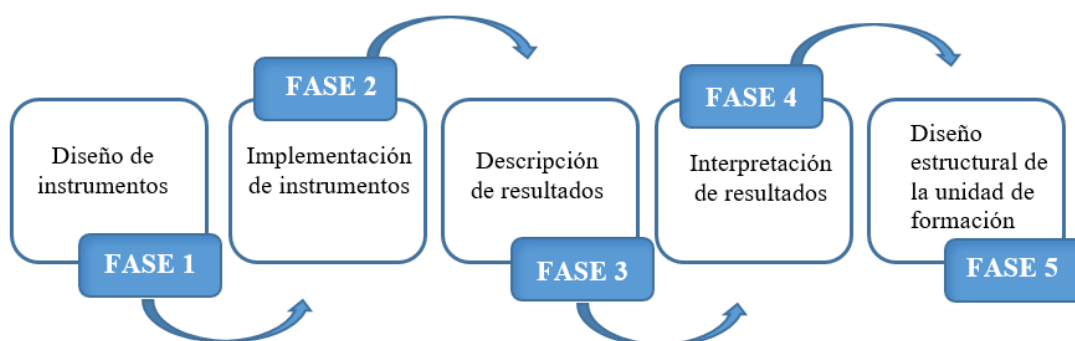 Diseño de
instrumentos
FASE 1
FASE 2
Implementación
de instrumentos
Descripción
de resultados
FASE 3
FASE 4
Interpretación
de resultados
Diseño
estructural de
la unidad de
formación
FASE 5